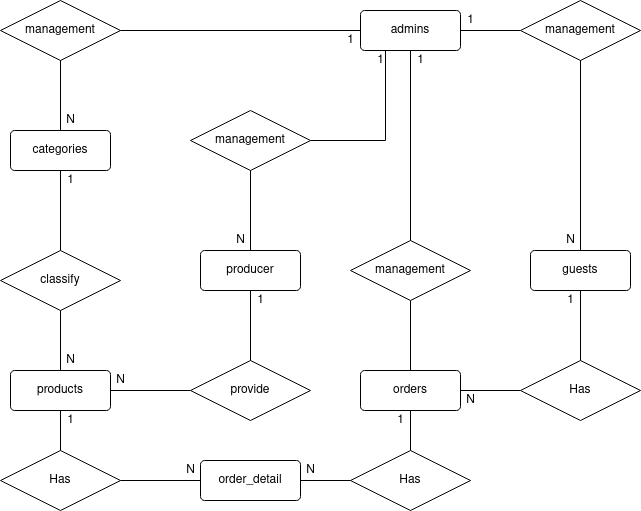 management
admins
management
1
1
1
1
N
management
categories
1
N
N
producer
management
guests
classify
1
1
N
N
products
provide
orders
N
Has
1
1
Has
N
order_detail
N
Has